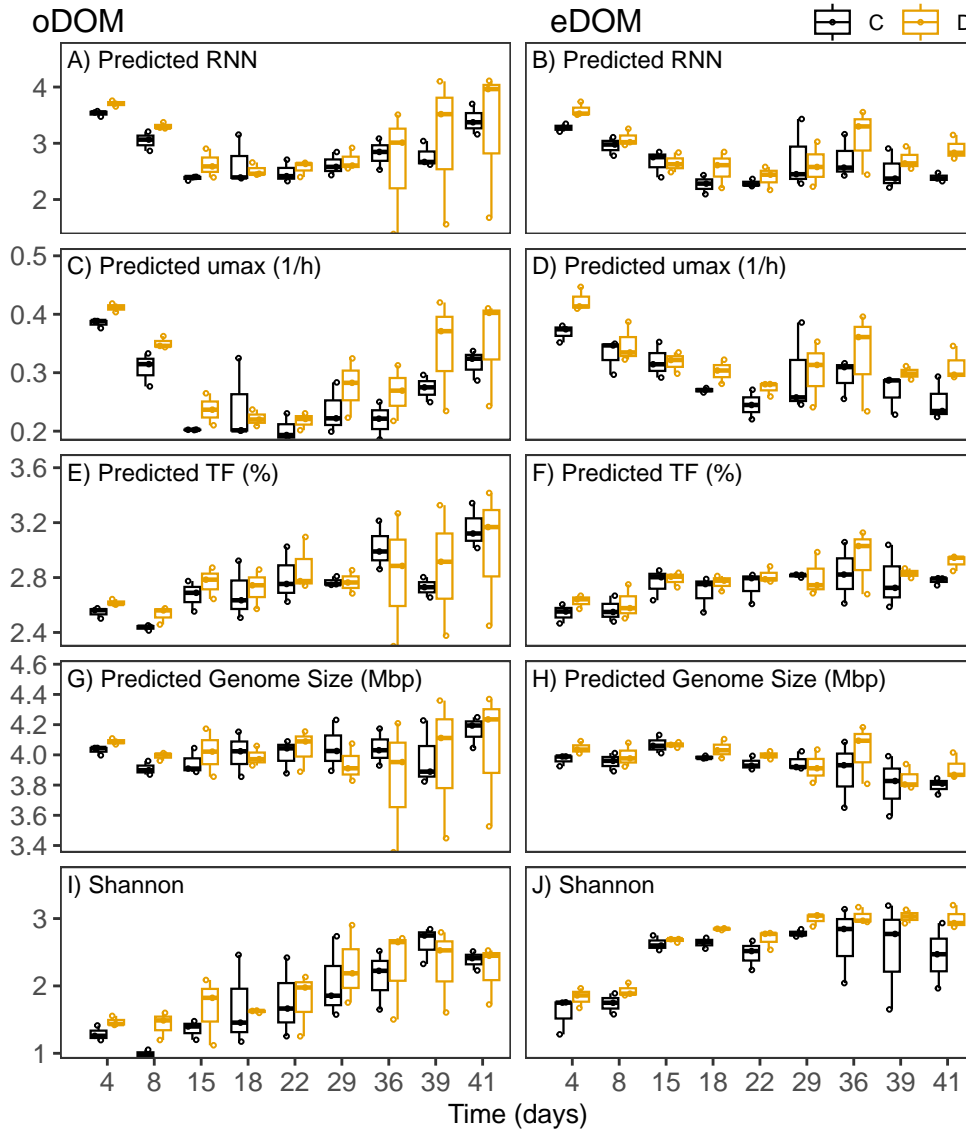 oDOM
eDOM
C
D
A) Predicted RNN
B) Predicted RNN
4
3
2
C) Predicted umax (1/h)
D) Predicted umax (1/h)
0.5
0.4
0.3
0.2
E) Predicted TF (%)
F) Predicted TF (%)
3.6
3.2
2.8
2.4
G) Predicted Genome Size (Mbp)
H) Predicted Genome Size (Mbp)
4.6
4.4
4.2
4.0
3.8
3.6
3.4
I) Shannon
J) Shannon
3
2
1
4 8 15 18 22 29 36 39 41
4 8 15 18 22 29 36 39 41
Time (days)